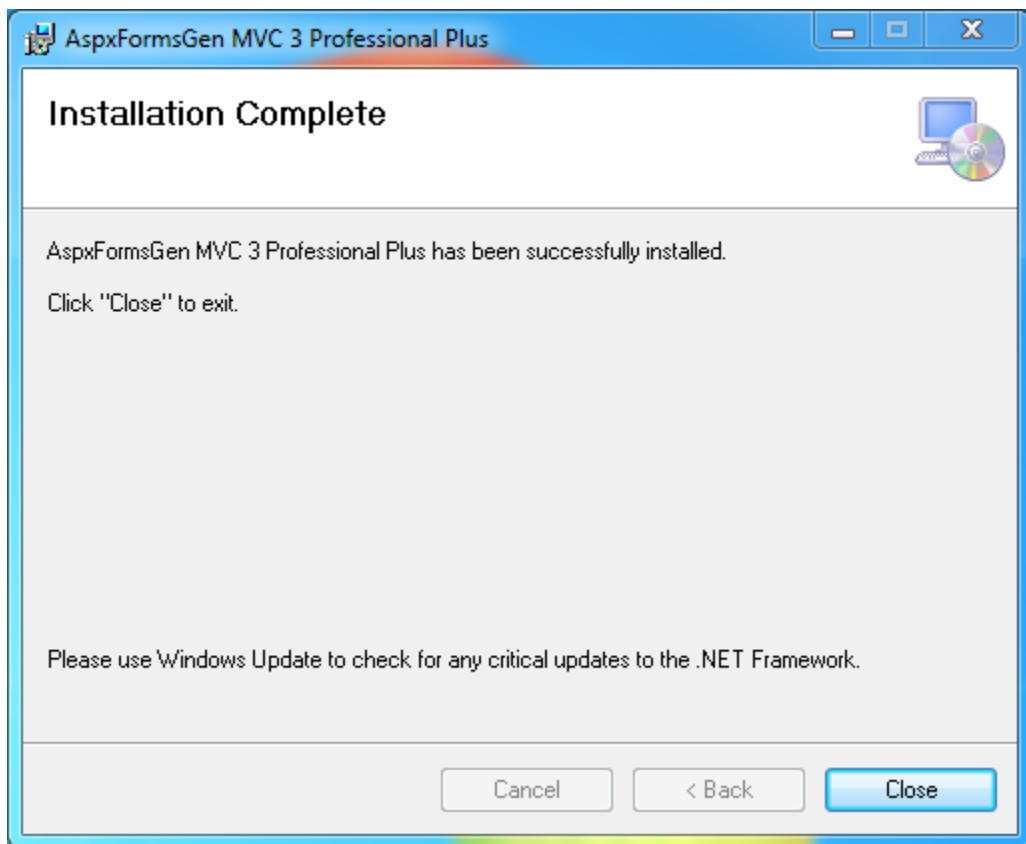 AspxFormsGen MVC 3 Professional Plus
Installation Complete
AspxFormsGen MVC 3 Professional Plus has been successfully installed.
Click "Close" to exit.
Please use Windows Update to check for any critical updates to the .NET Framework.
Cancel
< Back
Close